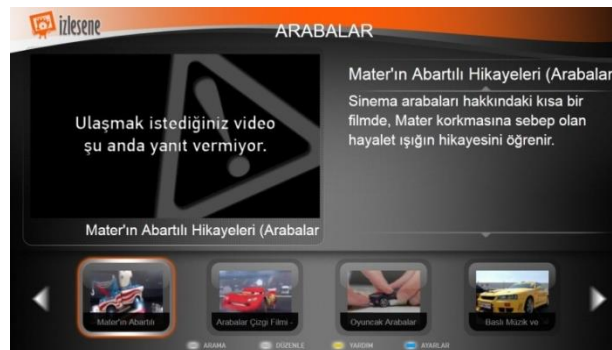 izlesene
ARABALAR
Ulaşmak istediğiniz video
şu anda yanıt vermiyor.
Mater'ın Abartılı Hikayeleri (Arabalar
Mater'ın Abartılı Hikayeleri (Arabalar
Sinema arabaları hakkındaki kısa bir
filmde, Mater korkmasına sebep olan
hayalet ışığın hikayesini öğrenir.
Mater'in Abartılı
Arabalar Çizgi Filmi -
Oyuncak Arabalar
Baslı Müzik ve
ARAMA
DÜZENLE
YARDIM
AYARLAR